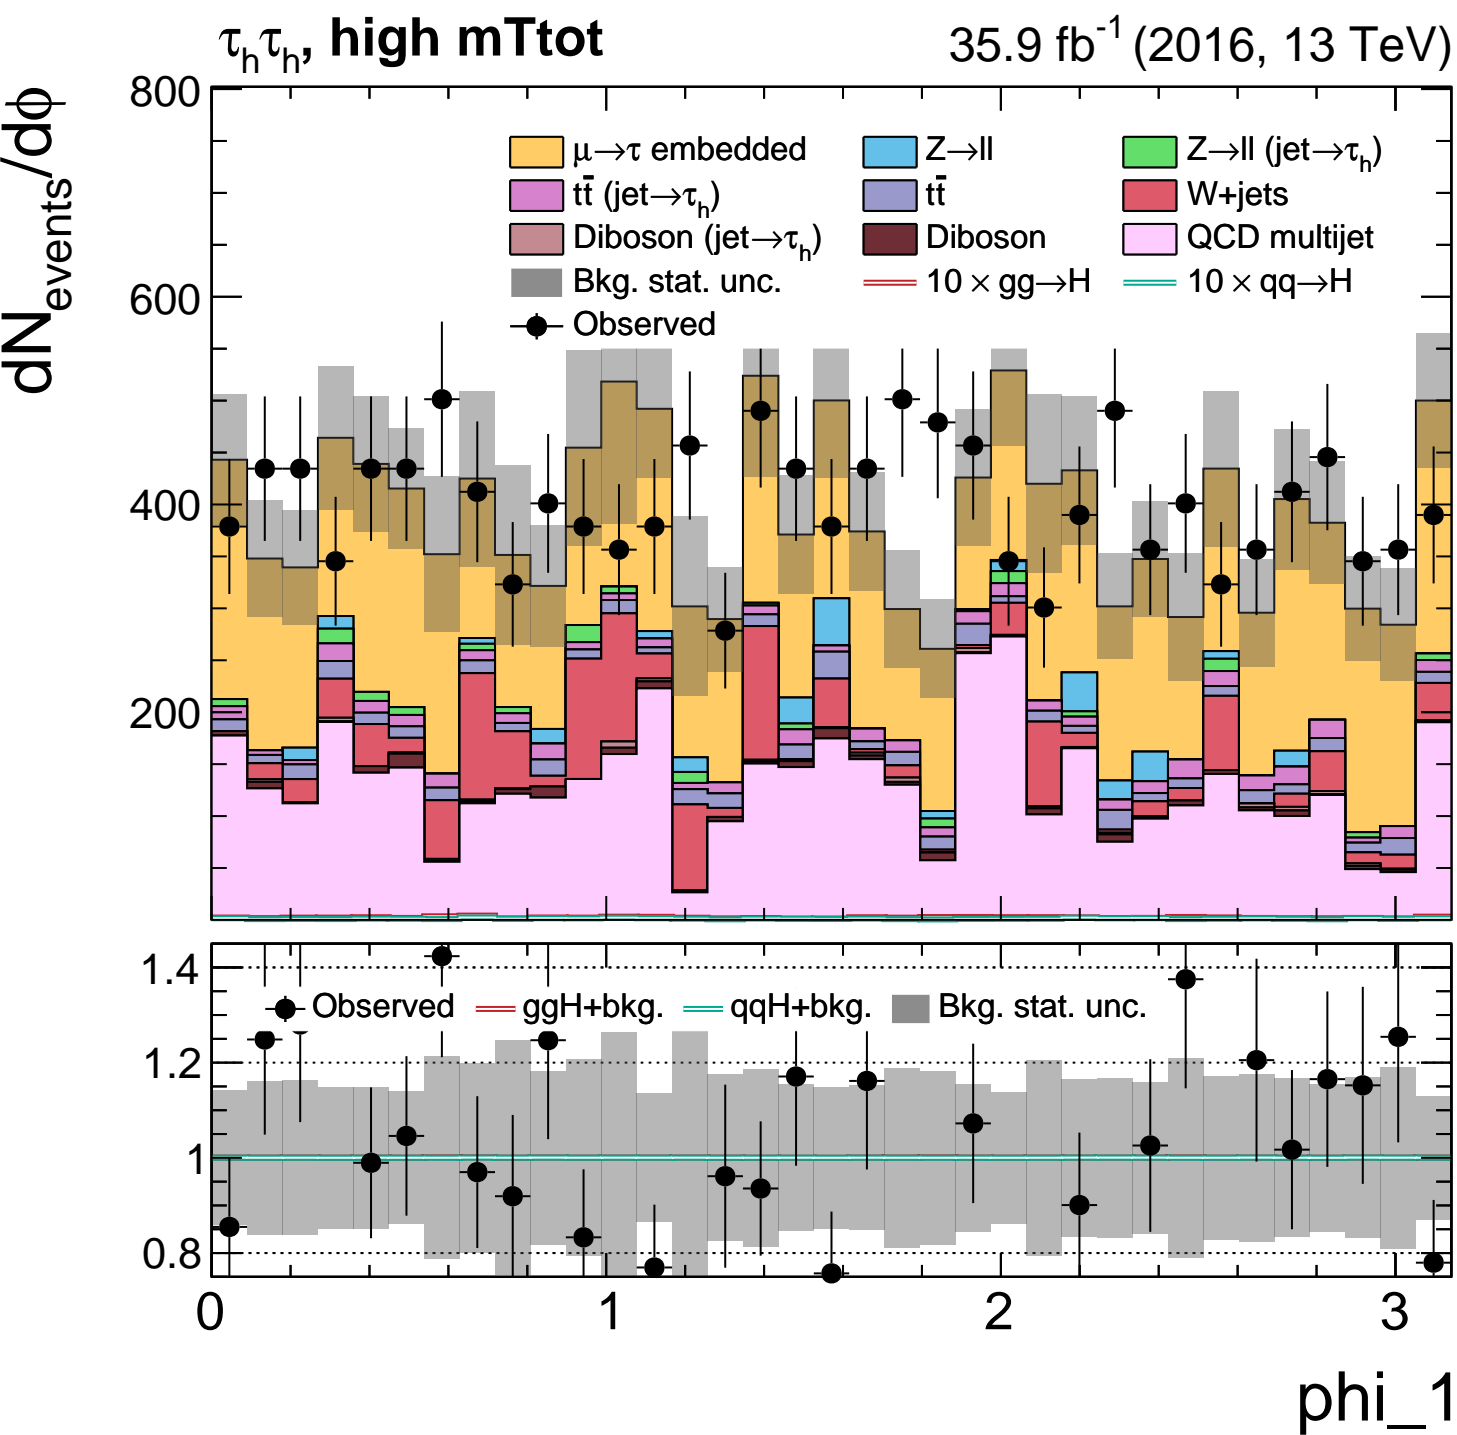 τhτh, high mTtot
35.9 fb-1 (2016, 13 TeV)
dNevents/dϕ
800
600
400
200
μ→τ embedded
Z→ll
Z→ll (jet→τh)
tt̄ (jet→τh)
tt̄
W+jets
Diboson (jet→τh)
Diboson
QCD multijet
Bkg. stat. unc.
10 × gg→H
10 × qq→H
Observed
1.4
1.2
1
0.8
Observed
ggH+bkg.
qqH+bkg.
Bkg. stat. unc.
0
1
2
3
phi_1